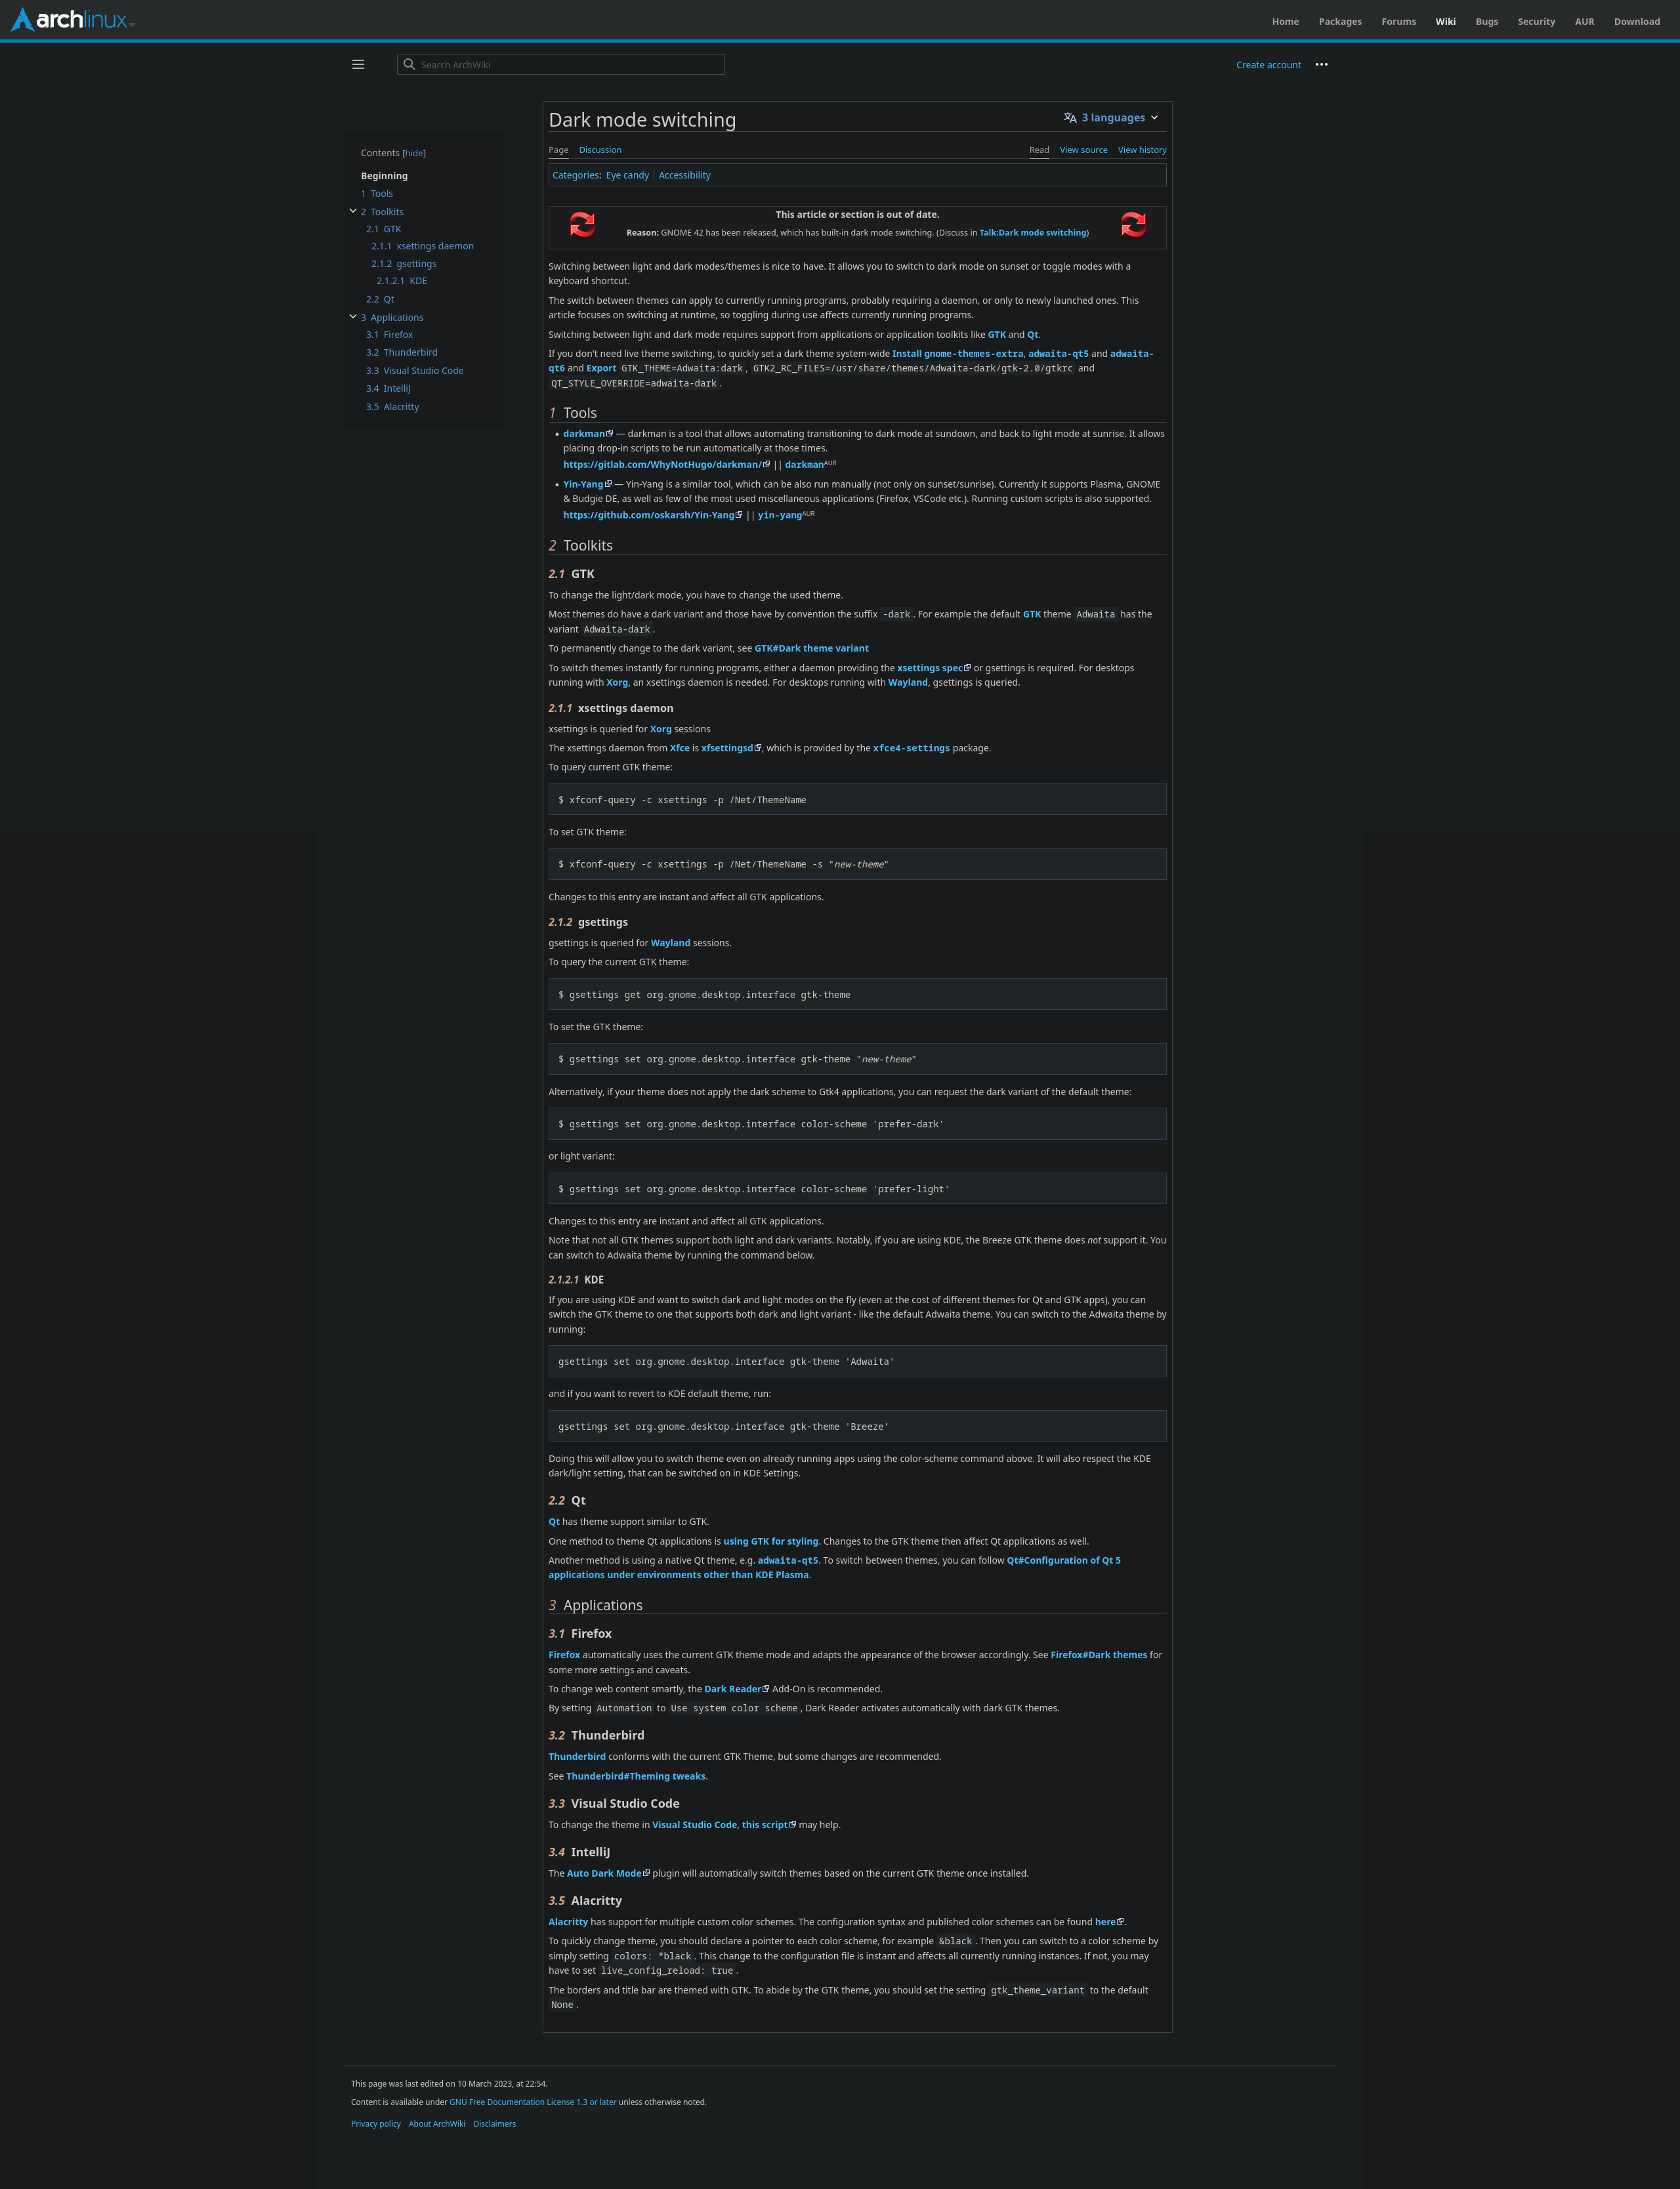 archlinux™
Home Packages Forums Wiki Bugs Security AUR Download
Search ArchWiki
Create account
Contents [hide]
Beginning
1 Tools
2 Toolkits
2.1 GTK
2.1.1 xsettings daemon
2.1.2 gsettings
2.1.2.1 KDE
2.2 Qt
3 Applications
3.1 Firefox
3.2 Thunderbird
3.3 Visual Studio Code
3.4 IntelliJ
3.5 Alacritty
Dark mode switching
3 languages
Page Discussion Read View source View history
Categories: Eye candy | Accessibility
This article or section is out of date.
Reason: GNOME 42 has been released, which has built-in dark mode switching. (Discuss in Talk:Dark mode switching)
Switching between light and dark modes/themes is nice to have. It allows you to switch to dark mode on sunset or toggle modes with a
keyboard shortcut.
The switch between themes can apply to currently running programs, probably requiring a daemon, or only to newly launched ones. This
article focuses on switching at runtime, so toggling during use affects currently running programs.
Switching between light and dark mode requires support from applications or application toolkits like GTK and Qt.
If you don't need live theme switching, to quickly set a dark theme system-wide Install gnome-themes-extra, adwaita-qt5 and adwaita-
qt6 and Export GTK_THEME=Adwaita:dark, GTK2_RC_FILES=/usr/share/themes/Adwaita-dark/gtk-2.0/gtkrc and
QT_STYLE_OVERRIDE=adwaita-dark.
1 Tools
• darkman — darkman is a tool that allows automating transitioning to dark mode at sundown, and back to light mode at sunrise. It allows
placing drop-in scripts to be run automatically at those times.
https://gitlab.com/WhyNotHugo/darkman/ || darkmanAUR
• Yin-Yang — Yin-Yang is a similar tool, which can be also run manually (not only on sunset/sunrise). Currently it supports Plasma, GNOME
& Budgie DE, as well as few of the most used miscellaneous applications (Firefox, VSCode etc.). Running custom scripts is also supported.
https://github.com/oskarsh/Yin-Yang || yin-yangAUR
2 Toolkits
2.1 GTK
To change the light/dark mode, you have to change the used theme.
Most themes do have a dark variant and those have by convention the suffix -dark. For example the default GTK theme Adwaita has the
variant Adwaita-dark.
To permanently change to the dark variant, see GTK#Dark theme variant
To switch themes instantly for running programs, either a daemon providing the xsettings spec or gsettings is required. For desktops
running with Xorg, an xsettings daemon is needed. For desktops running with Wayland, gsettings is queried.
2.1.1 xsettings daemon
xsettings is queried for Xorg sessions
The xsettings daemon from Xfce is xfsettingsd, which is provided by the xfce4-settings package.
To query current GTK theme:
$ xfconf-query -c xsettings -p /Net/ThemeName
To set GTK theme:
$ xfconf-query -c xsettings -p /Net/ThemeName -s "new-theme"
Changes to this entry are instant and affect all GTK applications.
2.1.2 gsettings
gsettings is queried for Wayland sessions.
To query the current GTK theme:
$ gsettings get org.gnome.desktop.interface gtk-theme
To set the GTK theme:
$ gsettings set org.gnome.desktop.interface gtk-theme "new-theme"
Alternatively, if your theme does not apply the dark scheme to Gtk4 applications, you can request the dark variant of the default theme:
$ gsettings set org.gnome.desktop.interface color-scheme 'prefer-dark'
or light variant:
$ gsettings set org.gnome.desktop.interface color-scheme 'prefer-light'
Changes to this entry are instant and affect all GTK applications.
Note that not all GTK themes support both light and dark variants. Notably, if you are using KDE, the Breeze GTK theme does not support it. You
can switch to Adwaita theme by running the command below.
2.1.2.1 KDE
If you are using KDE and want to switch dark and light modes on the fly (even at the cost of different themes for Qt and GTK apps), you can
switch the GTK theme to one that supports both dark and light variant - like the default Adwaita theme. You can switch to the Adwaita theme by
running:
gsettings set org.gnome.desktop.interface gtk-theme 'Adwaita'
and if you want to revert to KDE default theme, run:
gsettings set org.gnome.desktop.interface gtk-theme 'Breeze'
Doing this will allow you to switch theme even on already running apps using the color-scheme command above. It will also respect the KDE
dark/light setting, that can be switched on in KDE Settings.
2.2 Qt
Qt has theme support similar to GTK.
One method to theme Qt applications is using GTK for styling. Changes to the GTK theme then affect Qt applications as well.
Another method is using a native Qt theme, e.g. adwaita-qt5. To switch between themes, you can follow Qt#Configuration of Qt 5
applications under environments other than KDE Plasma.
3 Applications
3.1 Firefox
Firefox automatically uses the current GTK theme mode and adapts the appearance of the browser accordingly. See Firefox#Dark themes for
some more settings and caveats.
To change web content smartly, the Dark Reader Add-On is recommended.
By setting Automation to Use system color scheme, Dark Reader activates automatically with dark GTK themes.
3.2 Thunderbird
Thunderbird conforms with the current GTK Theme, but some changes are recommended.
See Thunderbird#Theming tweaks.
3.3 Visual Studio Code
To change the theme in Visual Studio Code, this script may help.
3.4 IntelliJ
The Auto Dark Mode plugin will automatically switch themes based on the current GTK theme once installed.
3.5 Alacritty
Alacritty has support for multiple custom color schemes. The configuration syntax and published color schemes can be found here.
To quickly change theme, you should declare a pointer to each color scheme, for example &black. Then you can switch to a color scheme by
simply setting colors: *black. This change to the configuration file is instant and affects all currently running instances. If not, you may
have to set live_config_reload: true.
The borders and title bar are themed with GTK. To abide by the GTK theme, you should set the setting gtk_theme_variant to the default
None.
This page was last edited on 10 March 2023, at 22:54.
Content is available under GNU Free Documentation License 1.3 or later unless otherwise noted.
Privacy policy About ArchWiki Disclaimers